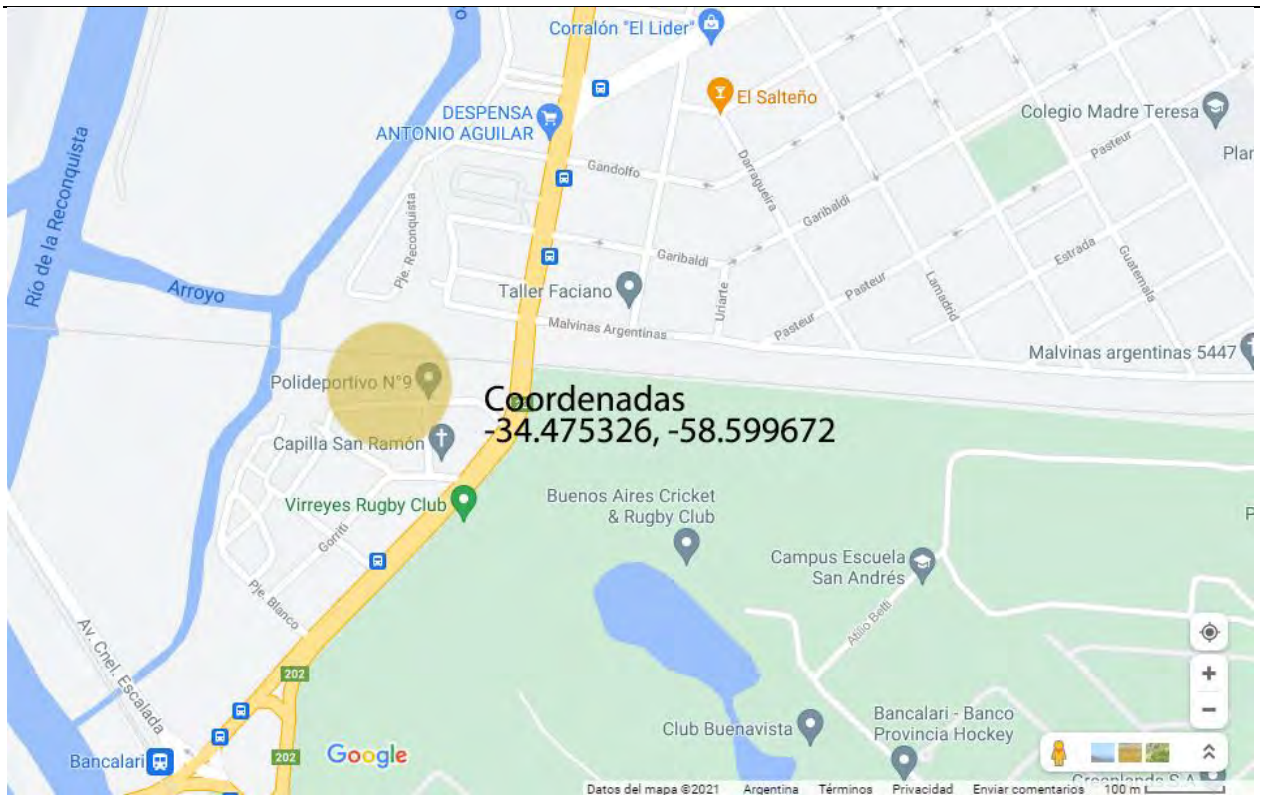 Corralón "El Lider"
El Salteño
DESPENSA
ANTONIO AGUILAR
Colegio Madre Teresa
Pasteur
Río de la Reconquista
Gandolfo
Darragueira
Garibaldi
Pje. Reconquista
Garibaldi
Estrada
Guatemala
Arroyo
Taller Faciano
Uriarte
Pasteur
Lamadrid
Malvinas Argentinas
Pasteur
Malvinas argentinas 5447
Polideportivo N°9
Coordenadas
-34.475326, -58.599672
Capilla San Ramón
Virreyes Rugby Club
Buenos Aires Cricket
& Rugby Club
Gorriti
Campus Escuela
San Andrés
Pje. Blanco
Atilio Betti
Av. Cnel. Escalada
202
Club Buenavista
Bancalari - Banco
Provincia Hockey
Bancalari
202
Google
Greenlands S.A
Datos del mapa ©2021 Argentina Términos Privacidad Enviar comentarios 100 m